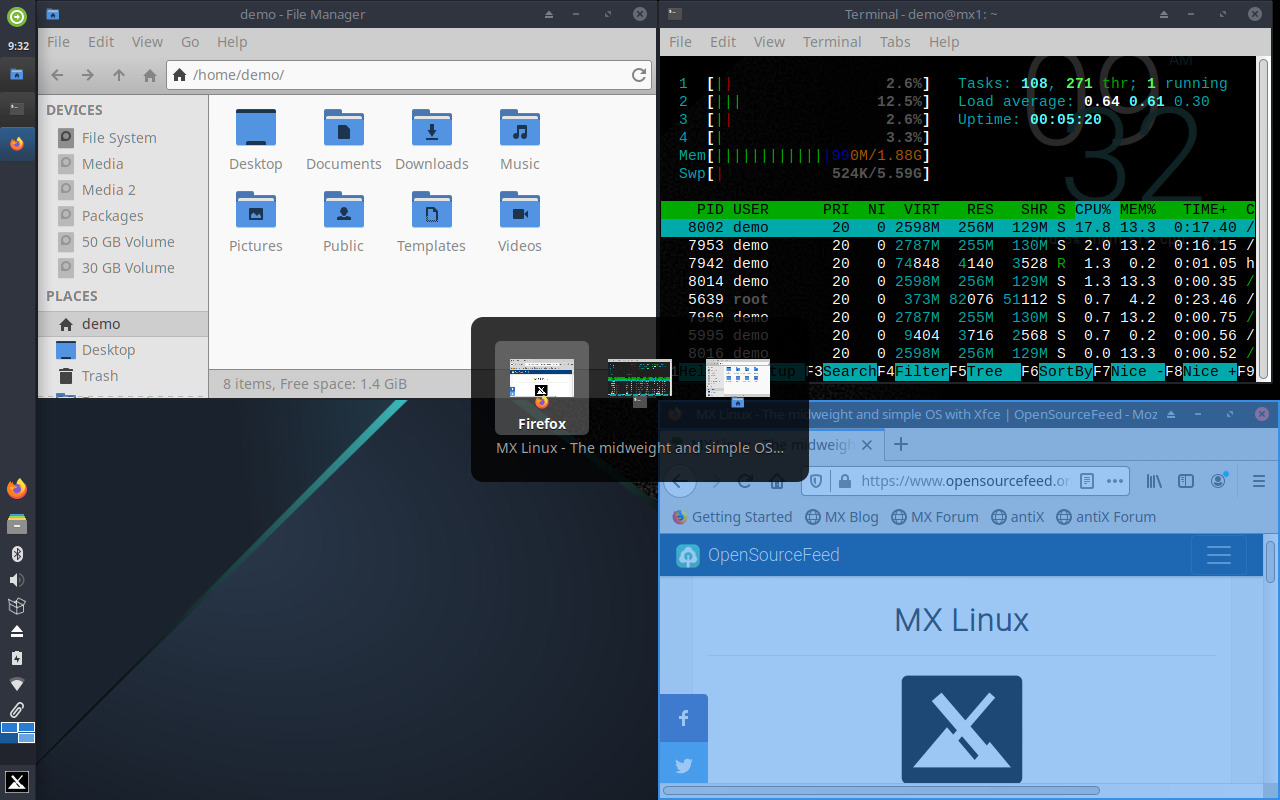 demo - File Manager
File Edit View Go Help
/home/demo/
DEVICES
File System
Media
Media 2
Packages
50 GB Volume
30 GB Volume
PLACES
demo
Desktop
Trash
Desktop Documents Downloads Music
Pictures Public Templates Videos
8 items, Free space: 1.4 GiB
9:32
Terminal - demo@mx1: ~
File Edit View Terminal Tabs Help
AM
09
32
1 [|| 2.6%] Tasks: 108, 271 thr; 1 running
2 [||| 12.5%] Load average: 0.64 0.61 0.30
3 [|| 2.6%] Uptime: 00:05:20
4 [| 3.3%]
Mem[|||||||||||||990M/1.88G]
Swp[| 524K/5.59G]
PID USER PRI NI VIRT RES SHR S CPU% MEM% TIME+ C
8002 demo 20 0 2598M 256M 129M S 17.8 13.3 0:17.40 /
7953 demo 20 0 2787M 255M 130M S 2.0 13.2 0:16.15 /
7942 demo 20 0 74848 4140 3528 R 1.3 0.2 0:01.05 h
8014 demo 20 0 2598M 256M 129M S 1.3 13.3 0:00.35 /
5639 root 20 0 373M 82076 51112 S 0.7 4.2 0:23.46 /
7960 demo 20 0 2787M 255M 130M S 0.7 13.2 0:00.75 /
5995 demo 20 0 9404 3716 2568 S 0.7 0.2 0:00.56 /
8016 demo 20 0 2598M 256M 129M S 0.0 13.3 0:00.52 /
F3Search F4Filter F5Tree F6SortBy F7Nice - F8Nice + F9
Firefox
MX Linux - The midweight and simple OS...
MX Linux - The midweight and simple OS with Xfce | OpenSourceFeed - Moz
The midweigh
https://www.opensourcefeed.or
Getting Started MX Blog MX Forum antiX antiX Forum
OpenSourceFeed
MX Linux